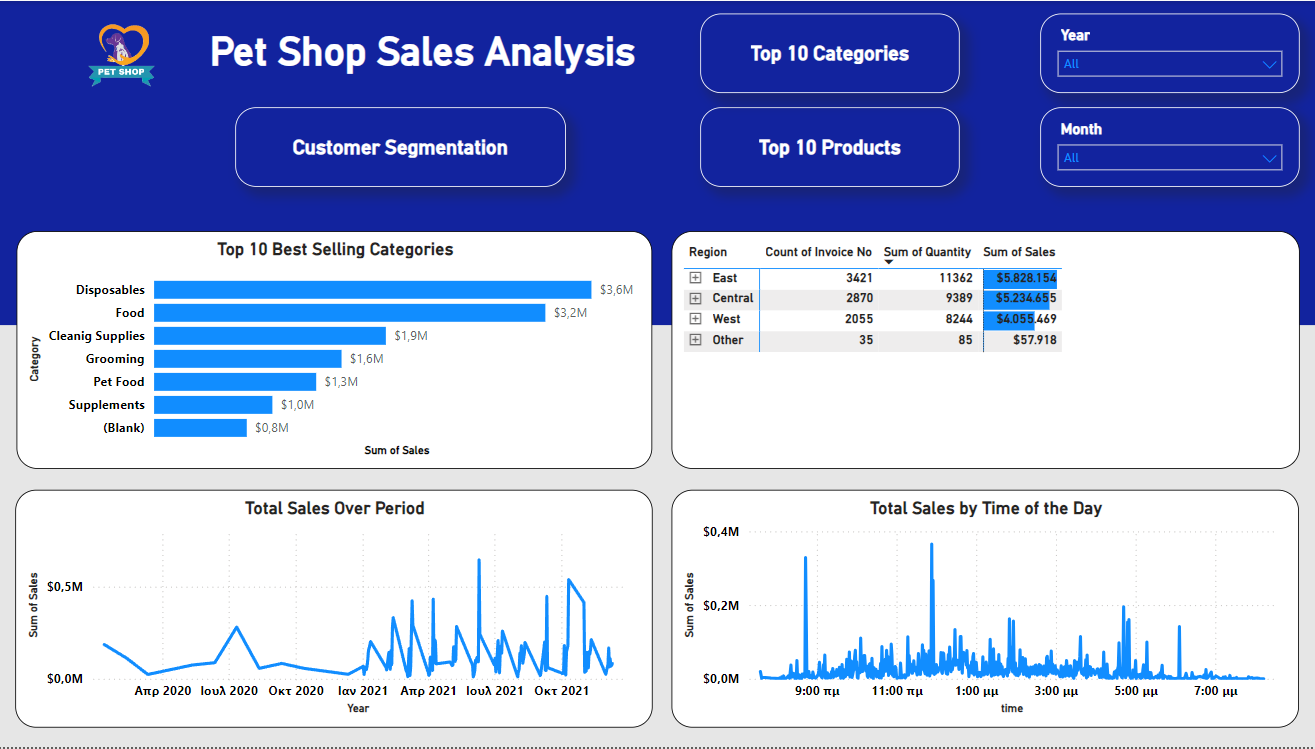 PET SHOP
Pet Shop Sales Analysis
Top 10 Categories
Year
All
Customer Segmentation
Top 10 Products
Month
All
Top 10 Best Selling Categories
Category
Disposables $3,6M
Food $3,2M
Cleanig Supplies $1,9M
Grooming $1,6M
Pet Food $1,3M
Supplements $1,0M
(Blank) $0,8M
Sum of Sales
Region Count of Invoice No Sum of Quantity Sum of Sales
East 3421 11362 $5.828.154
Central 2870 9389 $5.234.655
West 2055 8244 $4.055.469
Other 35 85 $57.918
Total Sales Over Period
Sum of Sales
$0,5M
$0,0M
Απρ 2020 Ιουλ 2020 Οκτ 2020 Ιαν 2021 Απρ 2021 Ιουλ 2021 Οκτ 2021
Year
Total Sales by Time of the Day
Sum of Sales
$0,4M
$0,2M
$0,0M
9:00 πμ 11:00 πμ 1:00 μμ 3:00 μμ 5:00 μμ 7:00 μμ
time